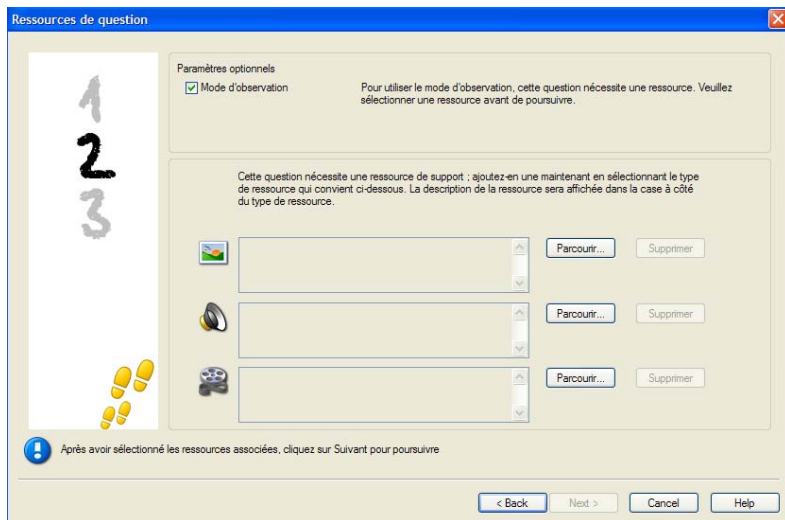 Ressources de question
1
2
3
Paramètres optionnels
Mode d'observation
Pour utiliser le mode d'observation, cette question nécessite une ressource. Veuillez
sélectionner une ressource avant de poursuivre.
Cette question nécessite une ressource de support ; ajoutez-en une maintenant en sélectionnant le type
de ressource qui convient ci-dessous. La description de la ressource sera affichée dans la case à côté
du type de ressource.
Parcourir... Supprimer
Parcourir... Supprimer
Parcourir... Supprimer
Après avoir sélectionné les ressources associées, cliquez sur Suivant pour poursuivre
< Back Next > Cancel Help